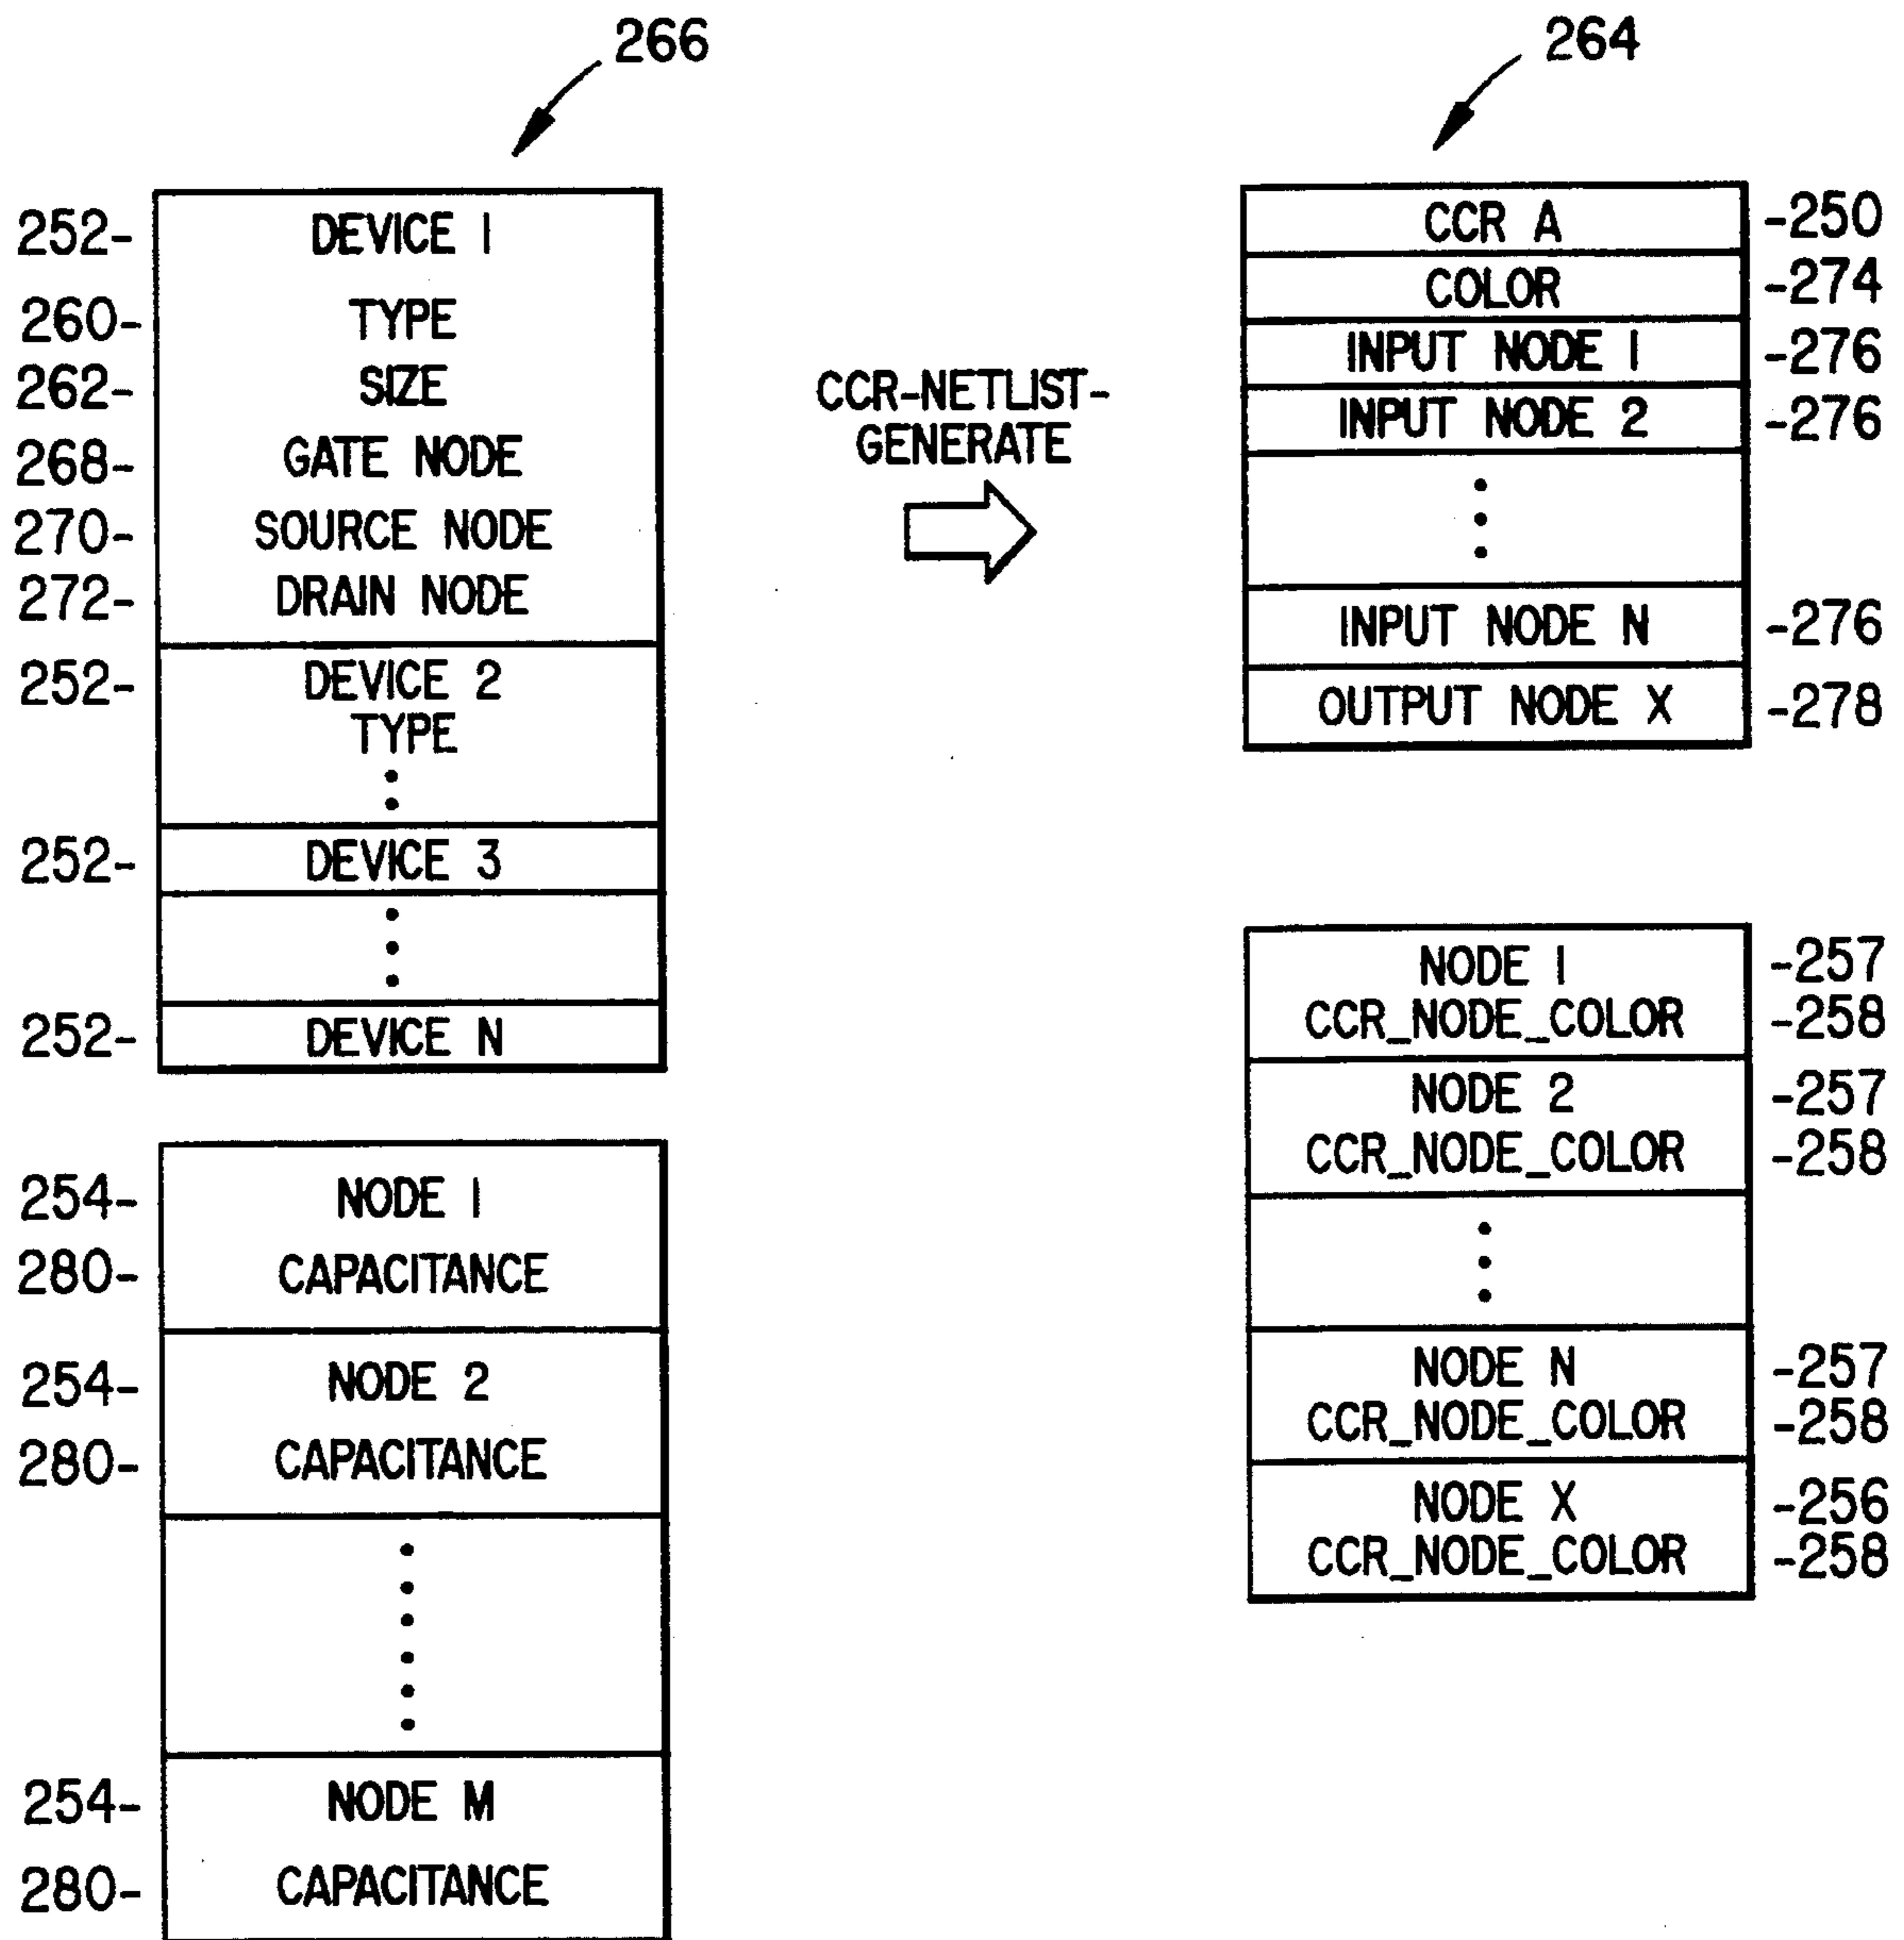 266
252- DEVICE 1
260- TYPE
262- SIZE
268- GATE NODE
270- SOURCE NODE
272- DRAIN NODE
252- DEVICE 2
TYPE
252- DEVICE 3
252- DEVICE N
254- NODE 1
280- CAPACITANCE
254- NODE 2
280- CAPACITANCE
254- NODE M
280- CAPACITANCE
CCR-NETLIST-
GENERATE
264
CCR A -250
COLOR -274
INPUT NODE 1 -276
INPUT NODE 2 -276
INPUT NODE N -276
OUTPUT NODE X -278
NODE 1 -257
CCR_NODE_COLOR -258
NODE 2 -257
CCR_NODE_COLOR -258
NODE N -257
CCR_NODE_COLOR -258
NODE X -256
CCR_NODE_COLOR -258